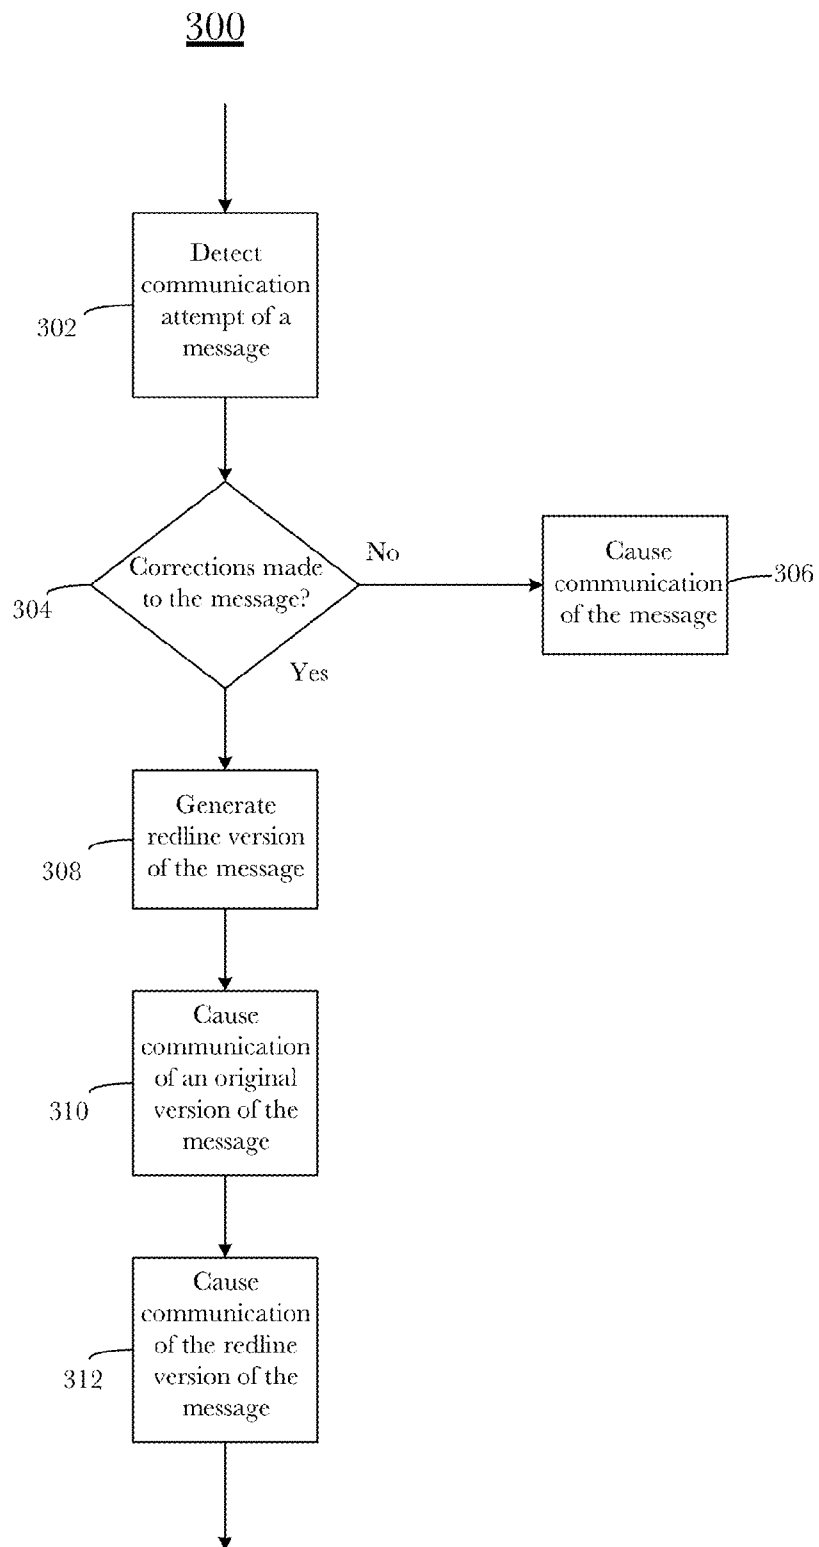 300
Detect
communication
attempt of a
message
302
Corrections made
to the message?
304
No
Cause
communication
of the message
306
Yes
Generate
redline version
of the message
308
Cause
communication
of an original
version of the
message
310
Cause
communication
of the redline
version of the
message
312